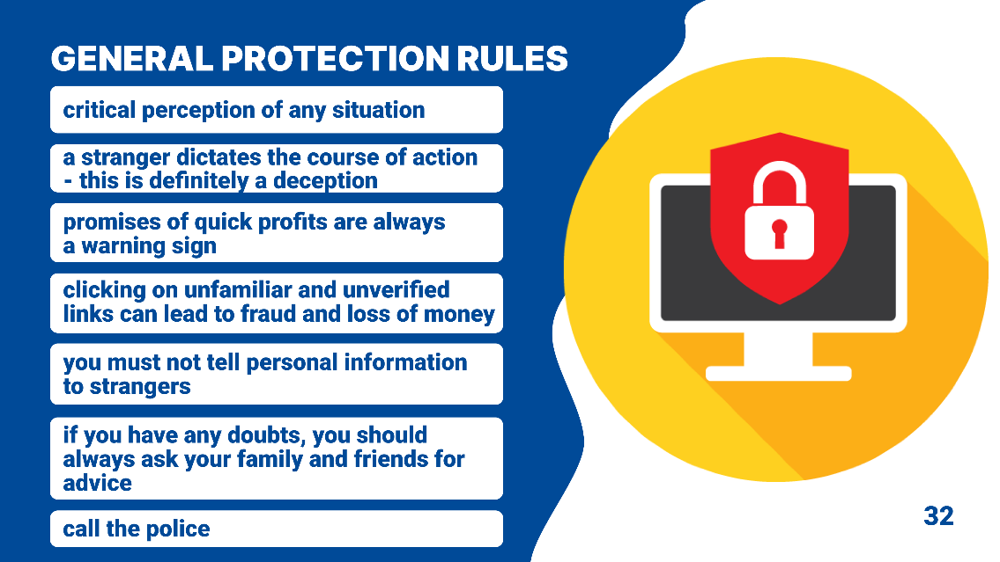 GENERAL PROTECTION RULES
critical perception of any situation
a stranger dictates the course of action
- this is definitely a deception
promises of quick profits are always
a warning sign
clicking on unfamiliar and unverified
links can lead to fraud and loss of money
you must not tell personal information
to strangers
if you have any doubts, you should
always ask your family and friends for
advice
call the police
32